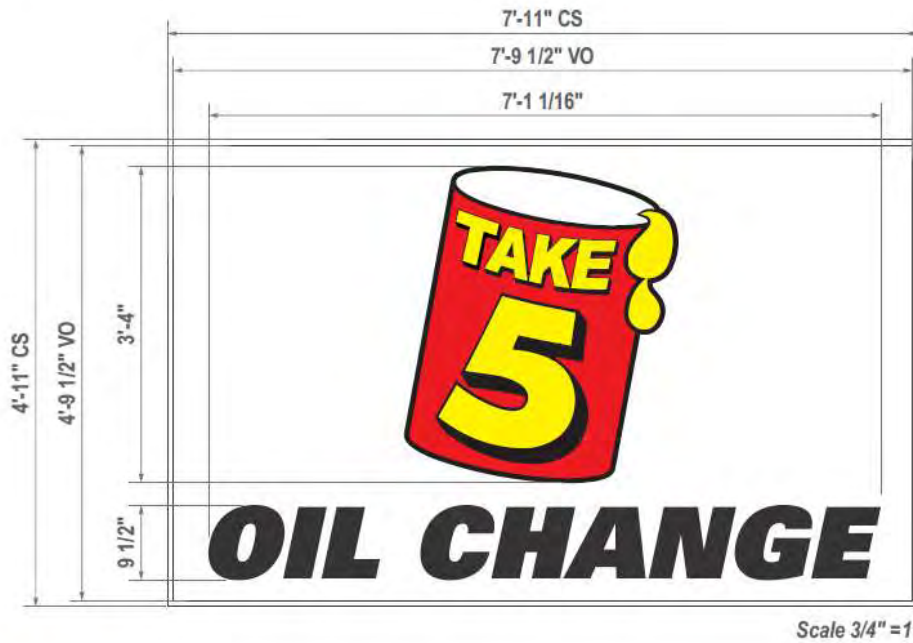 7'-11" CS
7'-9 1/2" VO
7'-1 1/16"
4'-11" CS
4'-9 1/2" VO
3'-4"
9 1/2"
TAKE
5
OIL CHANGE
Scale 3/4" =1